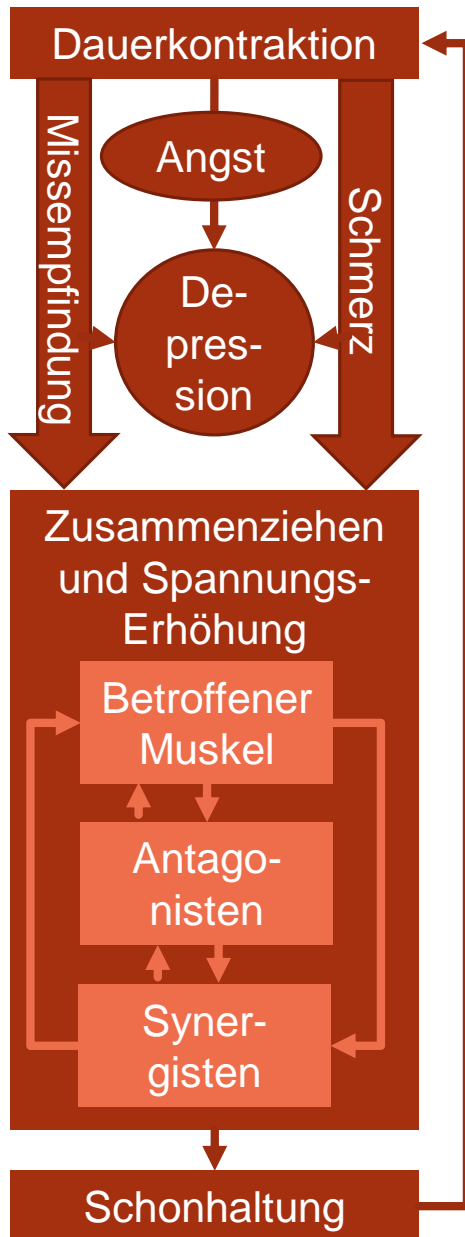 Dauerkontraktion
Missempfindung
Angst
Schmerz
De-
pres-
sion
Zusammenziehen
und Spannungs-
Erhöhung
Betroffener
Muskel
Antago-
nisten
Syner-
gisten
Schonhaltung